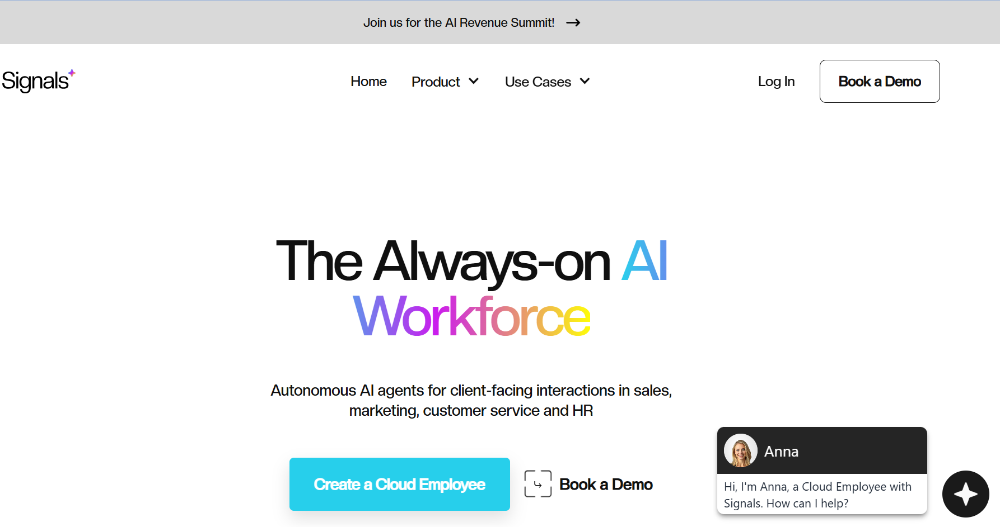 Join us for the AI Revenue Summit! →
Signals
Home
Product
Use Cases
Log In
Book a Demo
The Always-on AI
Workforce
Autonomous AI agents for client-facing interactions in sales,
marketing, customer service and HR
Create a Cloud Employee
Book a Demo
Anna
Hi, I'm Anna, a Cloud Employee with
Signals. How can I help?